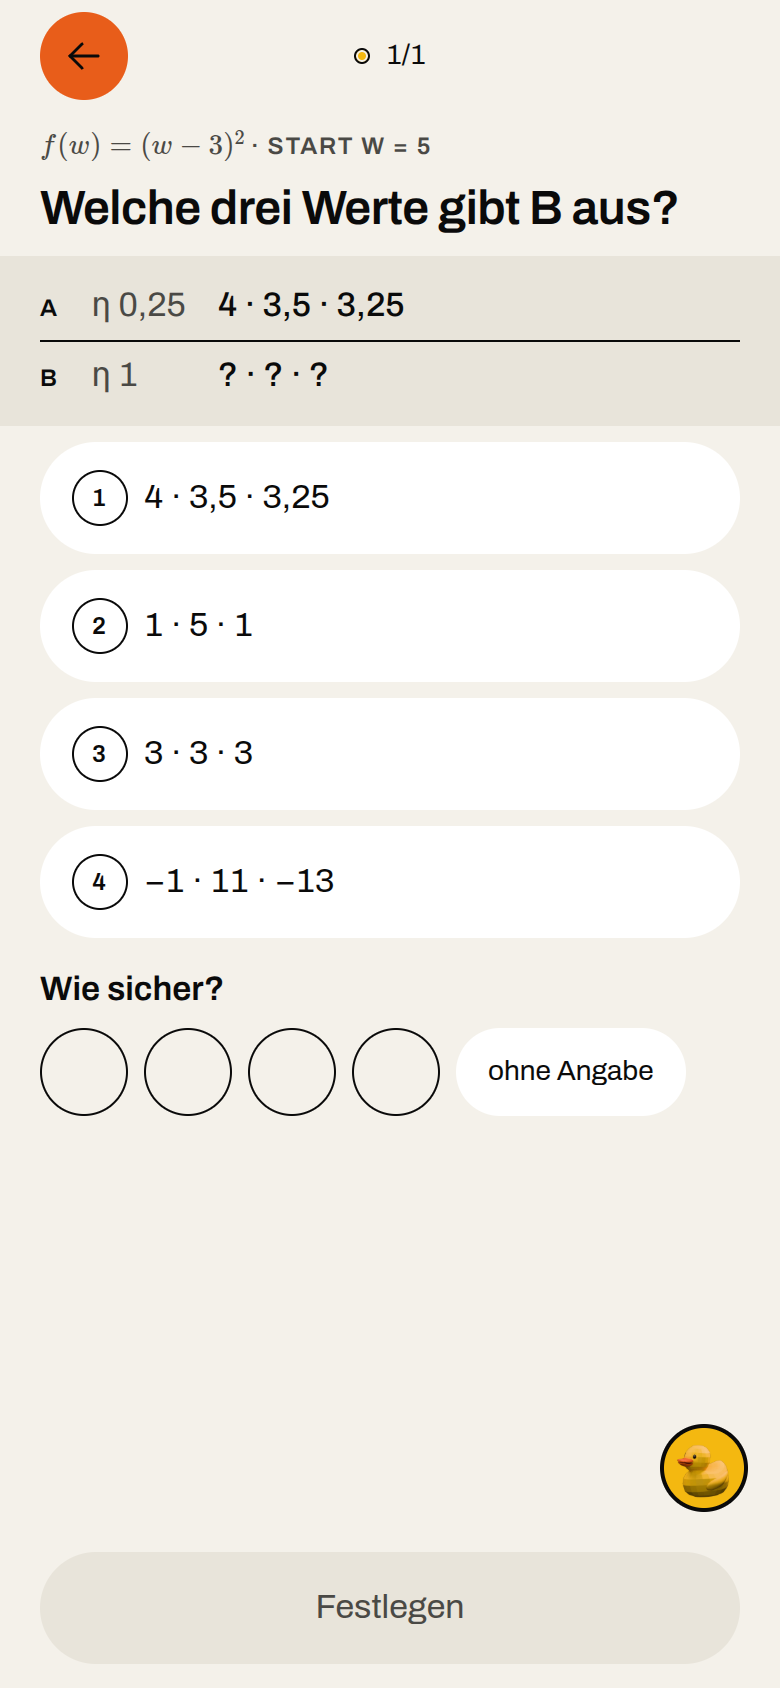 1/1
f(w) = (w − 3)² · START W = 5
Welche drei Werte gibt B aus?
A η 0,25 4 · 3,5 · 3,25
B η 1 ? · ? · ?
1 4 · 3,5 · 3,25
2 1 · 5 · 1
3 3 · 3 · 3
4 −1 · 11 · −13
Wie sicher?
ohne Angabe
Festlegen